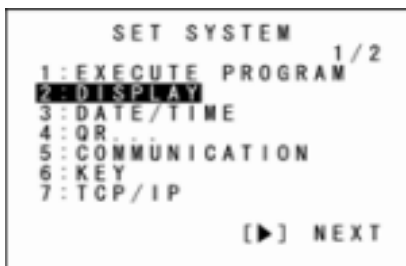 SET SYSTEM
1/2
1:EXECUTE PROGRAM
2:DISPLAY
3:DATE/TIME
4:QR...
5:COMMUNICATION
6:KEY
7:TCP/IP
[▶] NEXT